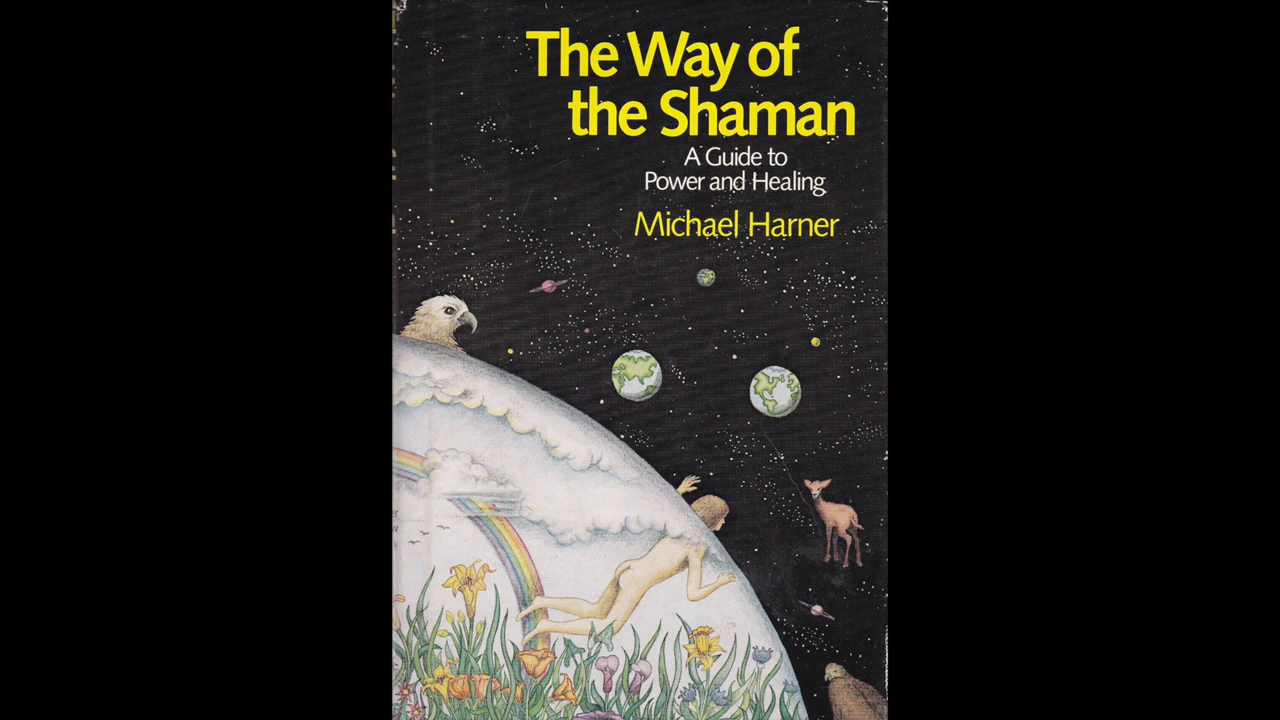 The Way of
the Shaman
A Guide to
Power and Healing
Michael Harner